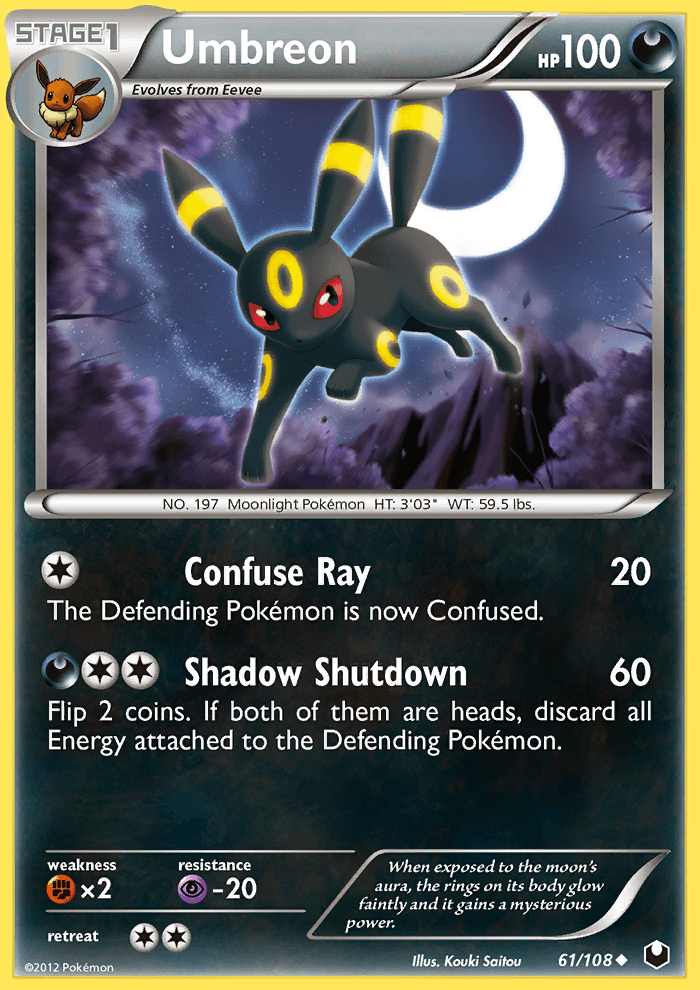 STAGE1
Umbreon
HP100
Evolves from Eevee
NO. 197 Moonlight Pokémon HT: 3'03" WT: 59.5 lbs.
Confuse Ray 20
The Defending Pokémon is now Confused.
Shadow Shutdown 60
Flip 2 coins. If both of them are heads, discard all
Energy attached to the Defending Pokémon.
weakness resistance
×2 -20
retreat
When exposed to the moon's
aura, the rings on its body glow
faintly and it gains a mysterious
power.
Illus. Kouki Saitou 61/108
©2012 Pokémon